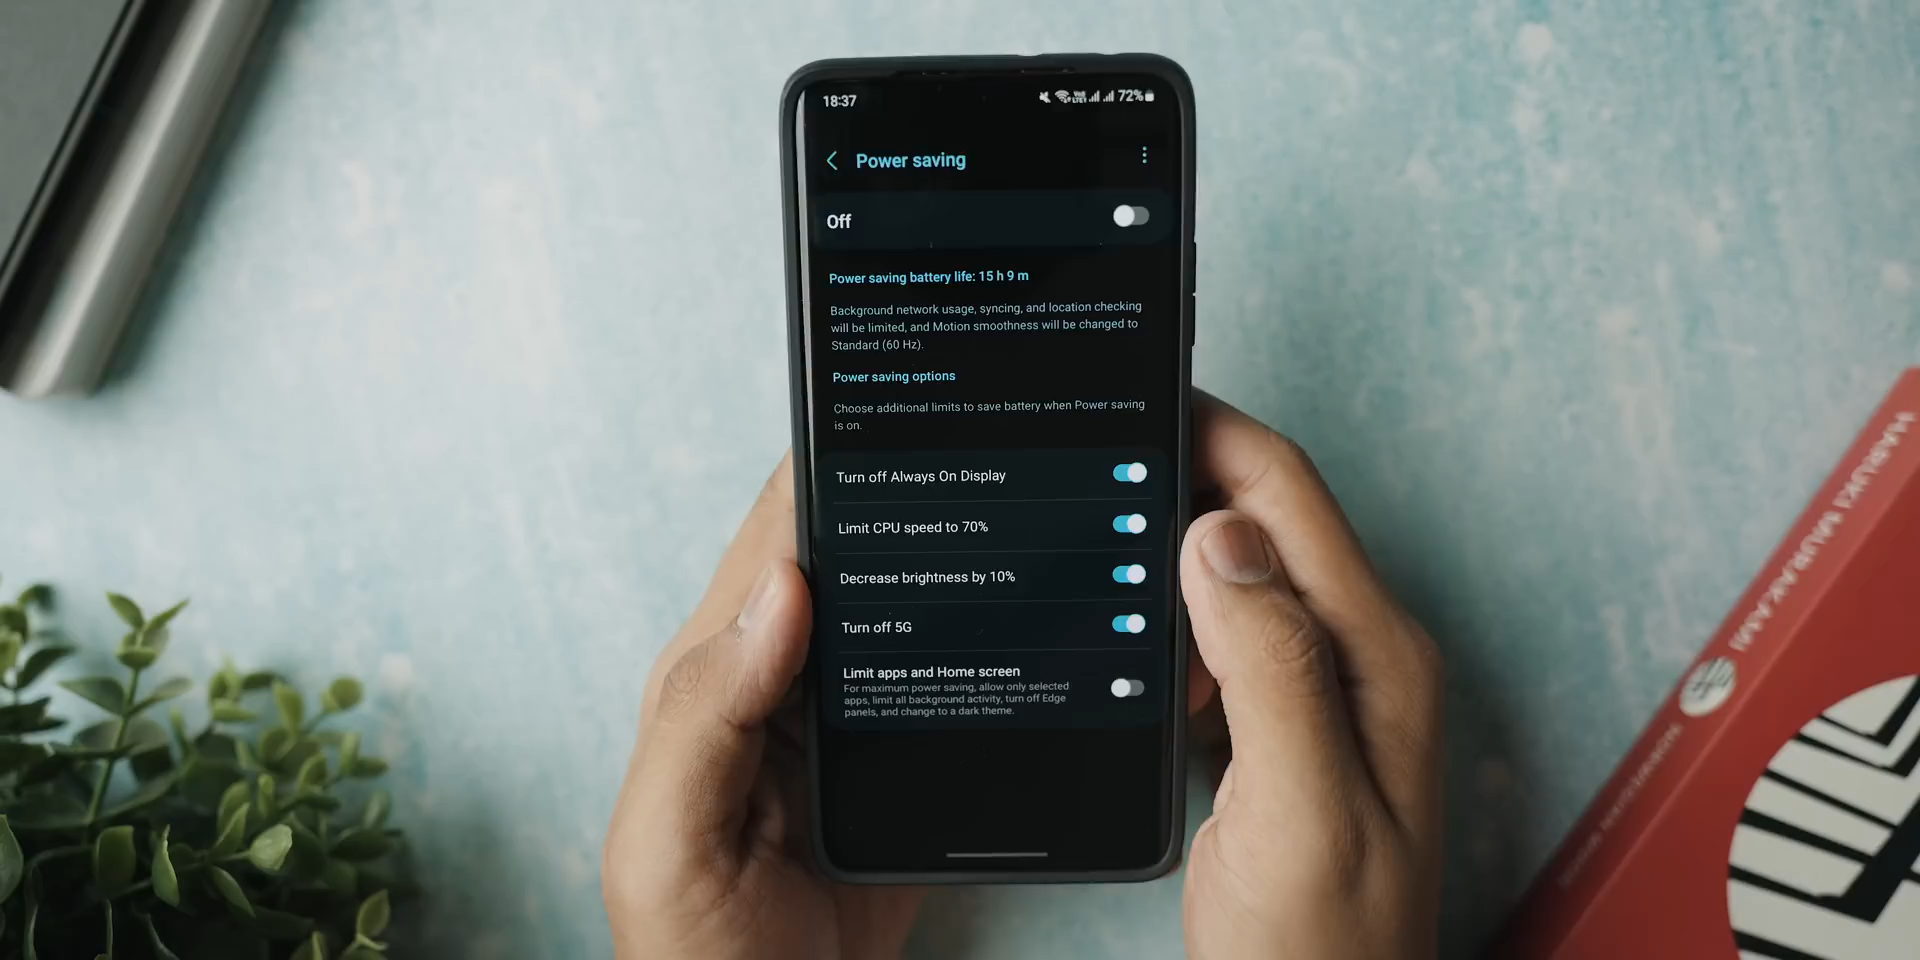 18:37
72%
Power saving
Off
Power saving battery life: 15 h 9 m
Background network usage, syncing, and location checking
will be limited, and Motion smoothness will be changed to
Standard (60 Hz).
Power saving options
Choose additional limits to save battery when Power saving
is on.
Turn off Always On Display
Limit CPU speed to 70%
Decrease brightness by 10%
Turn off 5G
Limit apps and Home screen
For maximum power saving, allow only selected
apps, limit all background activity, turn off Edge
panels, and change to a dark theme.
HARUKI MURAKAMI